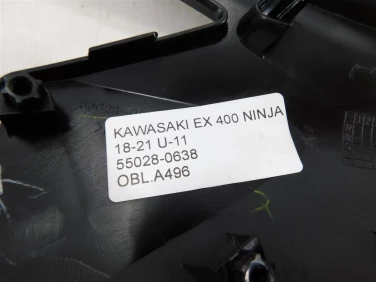 KAWASAKI EX 400 NINJA
18-21 U-11
55028-0638
OBL.A496